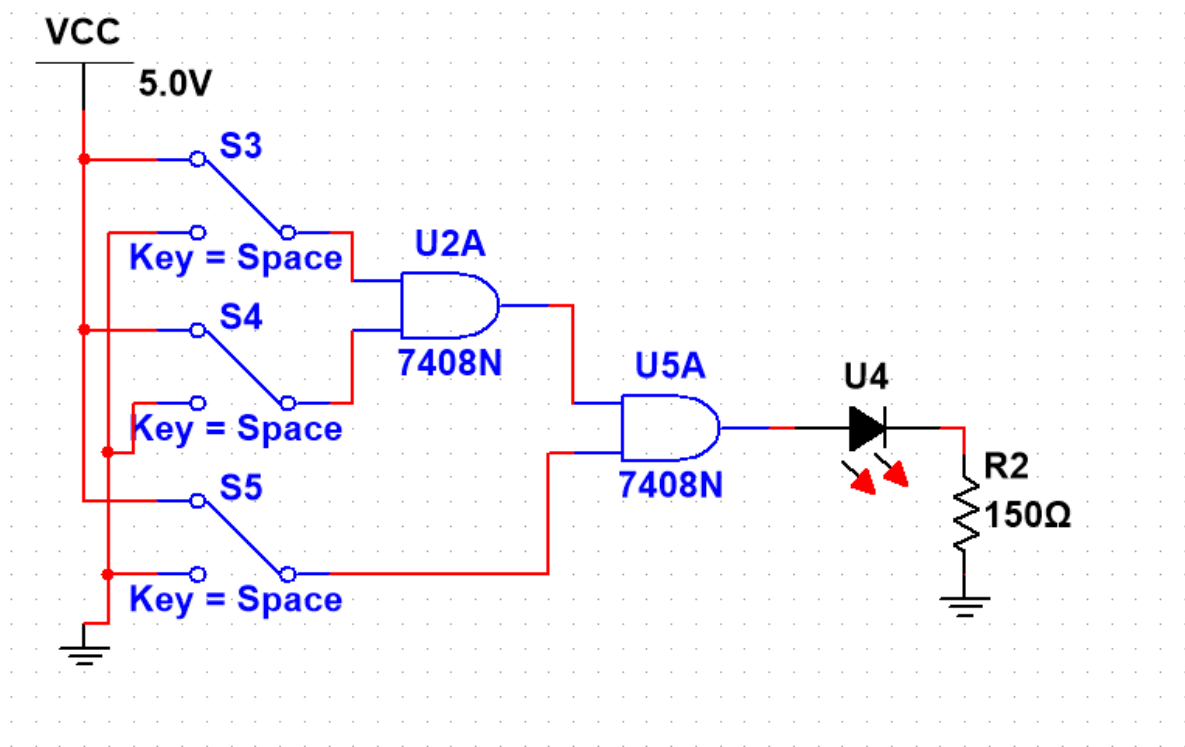 VCC
5.0V
S3
Key = Space
U2A
7408N
S4
Key = Space
U5A
7408N
U4
S5
Key = Space
R2
150Ω